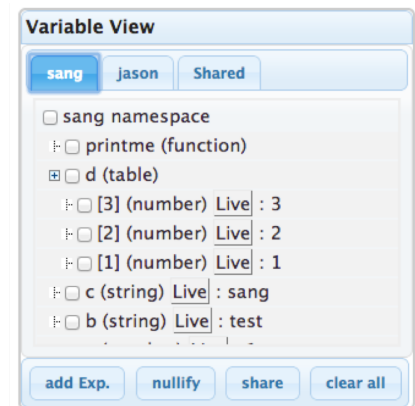 Variable View
sang jason Shared
sang namespace
printme (function)
d (table)
[3] (number) Live : 3
[2] (number) Live : 2
[1] (number) Live : 1
c (string) Live : sang
b (string) Live : test
add Exp. nullify share clear all